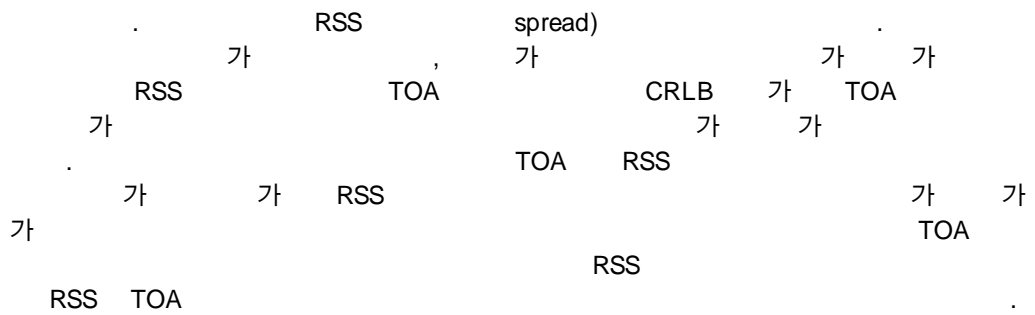 . RSS spread) .
가 , 가 가 가
RSS TOA CRLB 가 TOA
가 가 가
. TOA RSS
가 가 RSS 가 가
가 TOA
RSS
RSS TOA .